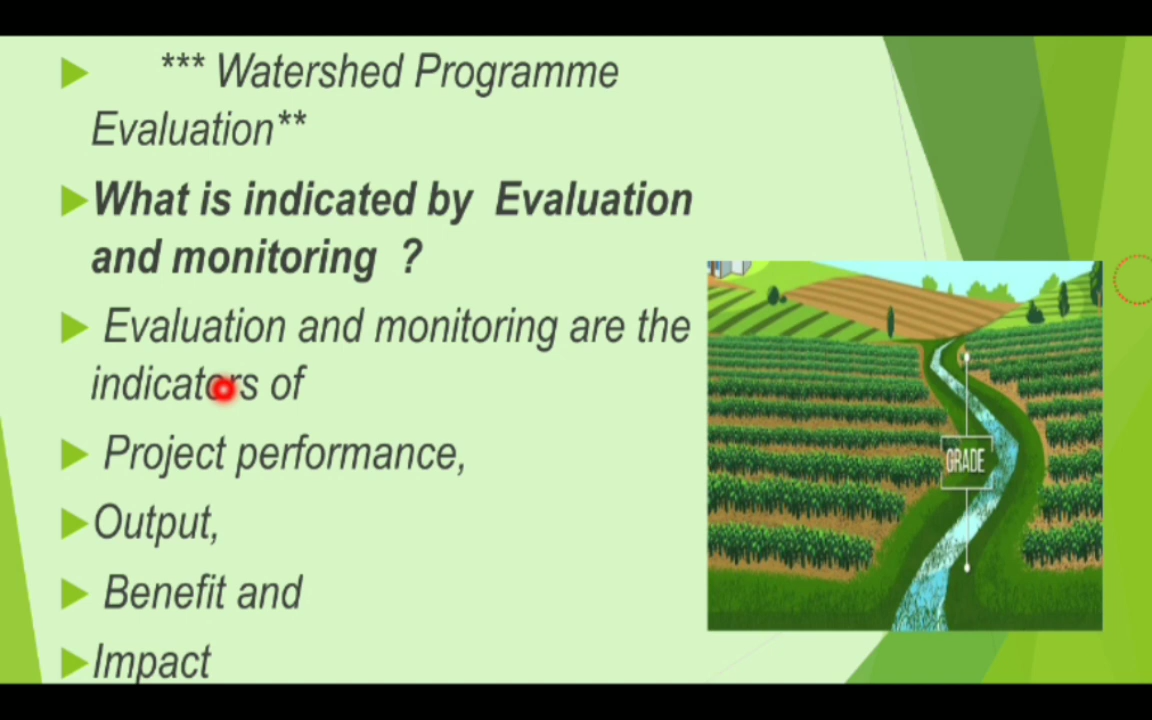 *** Watershed Programme
Evaluation**
What is indicated by Evaluation
and monitoring ?
Evaluation and monitoring are the
indicators of
Project performance,
Output,
Benefit and
Impact
GRADE